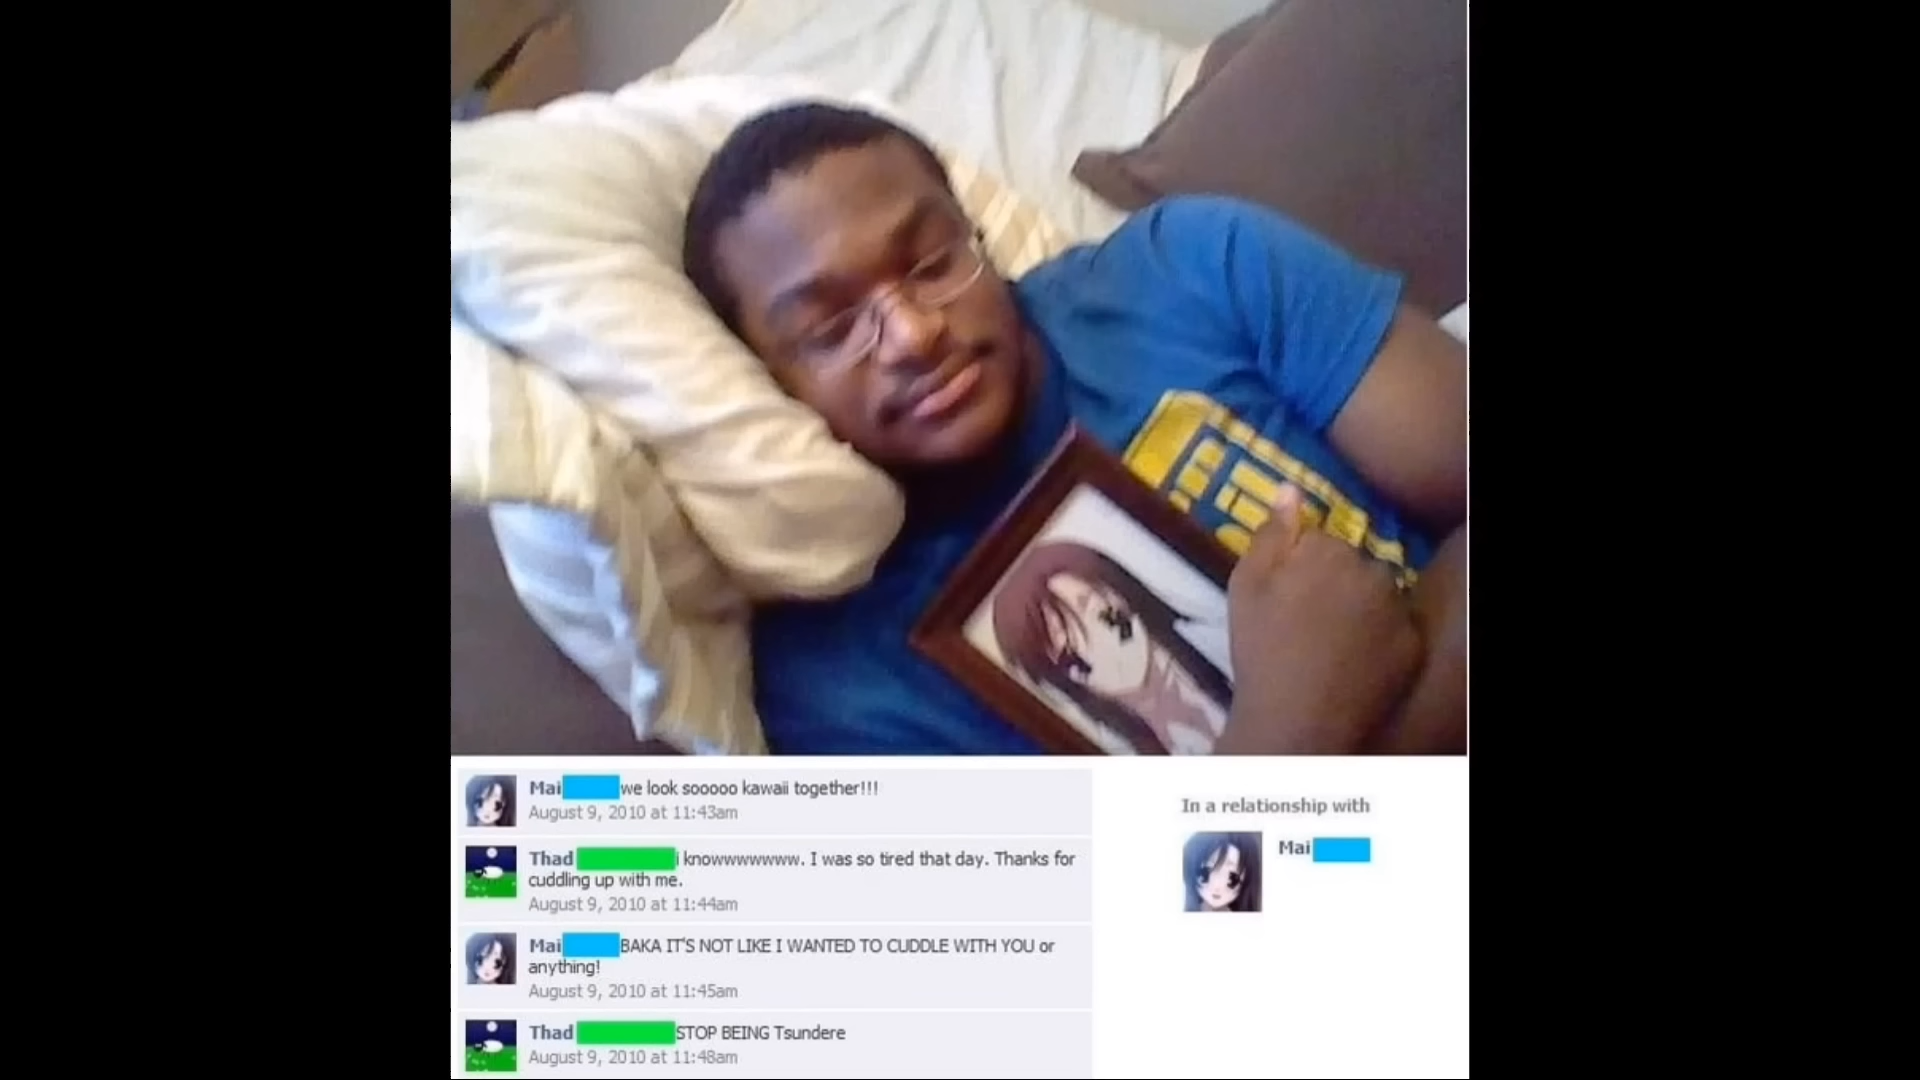 Mai we look sooooo kawaii together!!!
August 9, 2010 at 11:43am
Thad i knowwwwwwww. I was so tired that day. Thanks for
cuddling up with me.
August 9, 2010 at 11:44am
Mai BAKA IT'S NOT LIKE I WANTED TO CUDDLE WITH YOU or
anything!
August 9, 2010 at 11:45am
Thad STOP BEING Tsundere
August 9, 2010 at 11:48am
In a relationship with
Mai